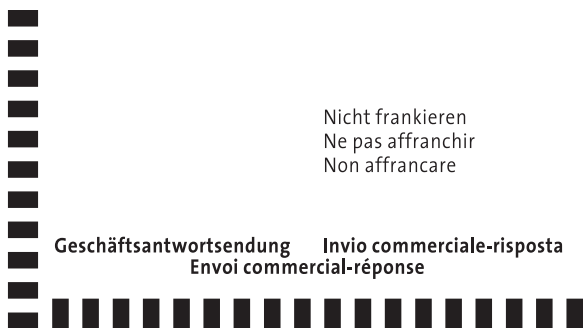 Nicht frankieren
Ne pas affranchir
Non affrancare
Geschäftsantwortsendung Invio commerciale-risposta
Envoi commercial-réponse